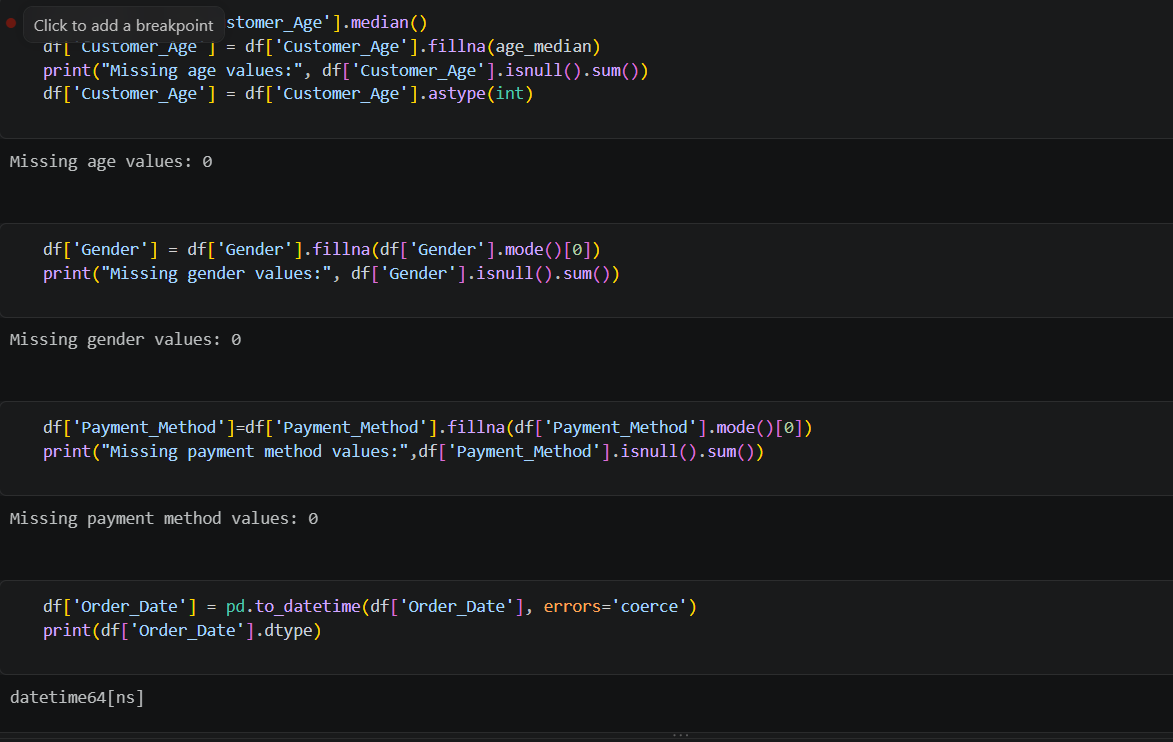 Click to add a breakpoint
stomer_Age'].median()
df['Customer_Age'] = df['Customer_Age'].fillna(age_median)
print("Missing age values:", df['Customer_Age'].isnull().sum())
df['Customer_Age'] = df['Customer_Age'].astype(int)
Missing age values: 0
df['Gender'] = df['Gender'].fillna(df['Gender'].mode()[0])
print("Missing gender values:", df['Gender'].isnull().sum())
Missing gender values: 0
df['Payment_Method']=df['Payment_Method'].fillna(df['Payment_Method'].mode()[0])
print("Missing payment method values:",df['Payment_Method'].isnull().sum())
Missing payment method values: 0
df['Order_Date'] = pd.to_datetime(df['Order_Date'], errors='coerce')
print(df['Order_Date'].dtype)
datetime64[ns]